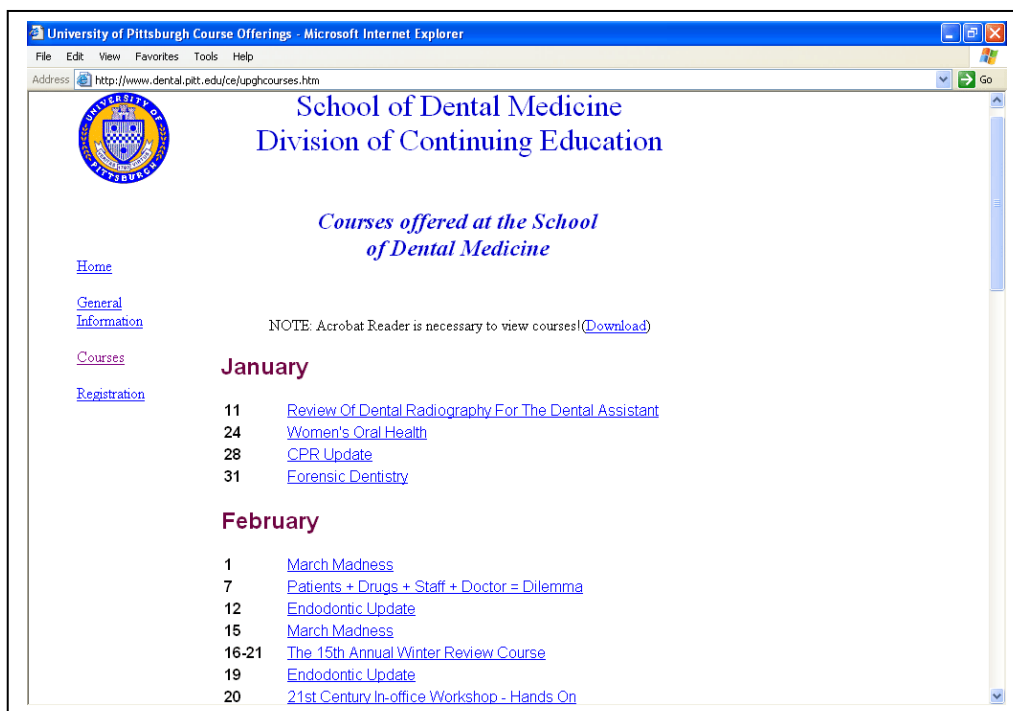 University of Pittsburgh Course Offerings - Microsoft Internet Explorer
File Edit View Favorites Tools Help
Address http://www.dental.pitt.edu/ce/upghcourses.htm Go
UNIVERSITY OF PITTSBURGH
School of Dental Medicine
Division of Continuing Education
Courses offered at the School
of Dental Medicine
Home
General
Information
Courses
Registration
NOTE: Acrobat Reader is necessary to view courses!(Download)
January
11 Review Of Dental Radiography For The Dental Assistant
24 Women's Oral Health
28 CPR Update
31 Forensic Dentistry
February
1 March Madness
7 Patients + Drugs + Staff + Doctor = Dilemma
12 Endodontic Update
15 March Madness
16-21 The 15th Annual Winter Review Course
19 Endodontic Update
20 21st Century In-office Workshop - Hands On